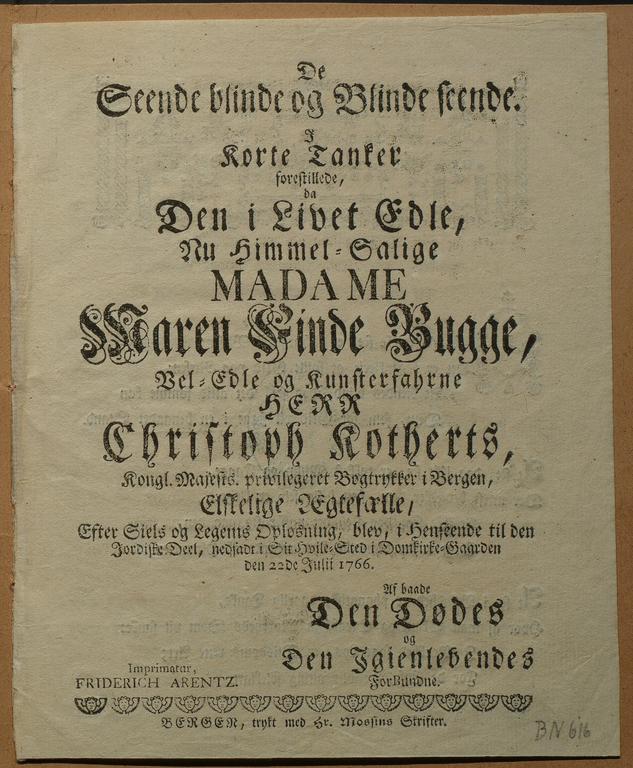 De
Seende blinde og Blinde seende.
I
Korte Tanker
forestillede,
da
Den i Livet Edle,
Nu Himmel-Salige
MADAME
Maren Finde Bugge,
Vel-Edle og Kunsterfahrne
HERR
Christoph Kotherts,
Kongl. Majests. privilegeret Bogtrykker i Bergen,
Elskelige Ægtefælle,
Efter Siels og Legems Opløsning, blev, i Henseende til den
Jordiske Deel, nedsadt i Sit Hvile-Sted i Domkirke-Gaarden
den 22de Julii 1766.
Af baade
Den Dødes
og
Den Igienlevendes
Forbundne.
Imprimatur,
FRIDERICH ARENTZ.
BERGEN, trykt med Hr. Mossins Skrifter.
BN 616